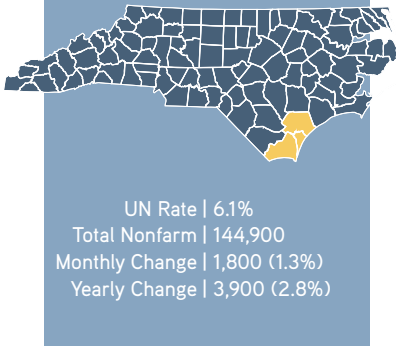 UN Rate | 6.1%
Total Nonfarm | 144,900
Monthly Change | 1,800 (1.3%)
Yearly Change | 3,900 (2.8%)